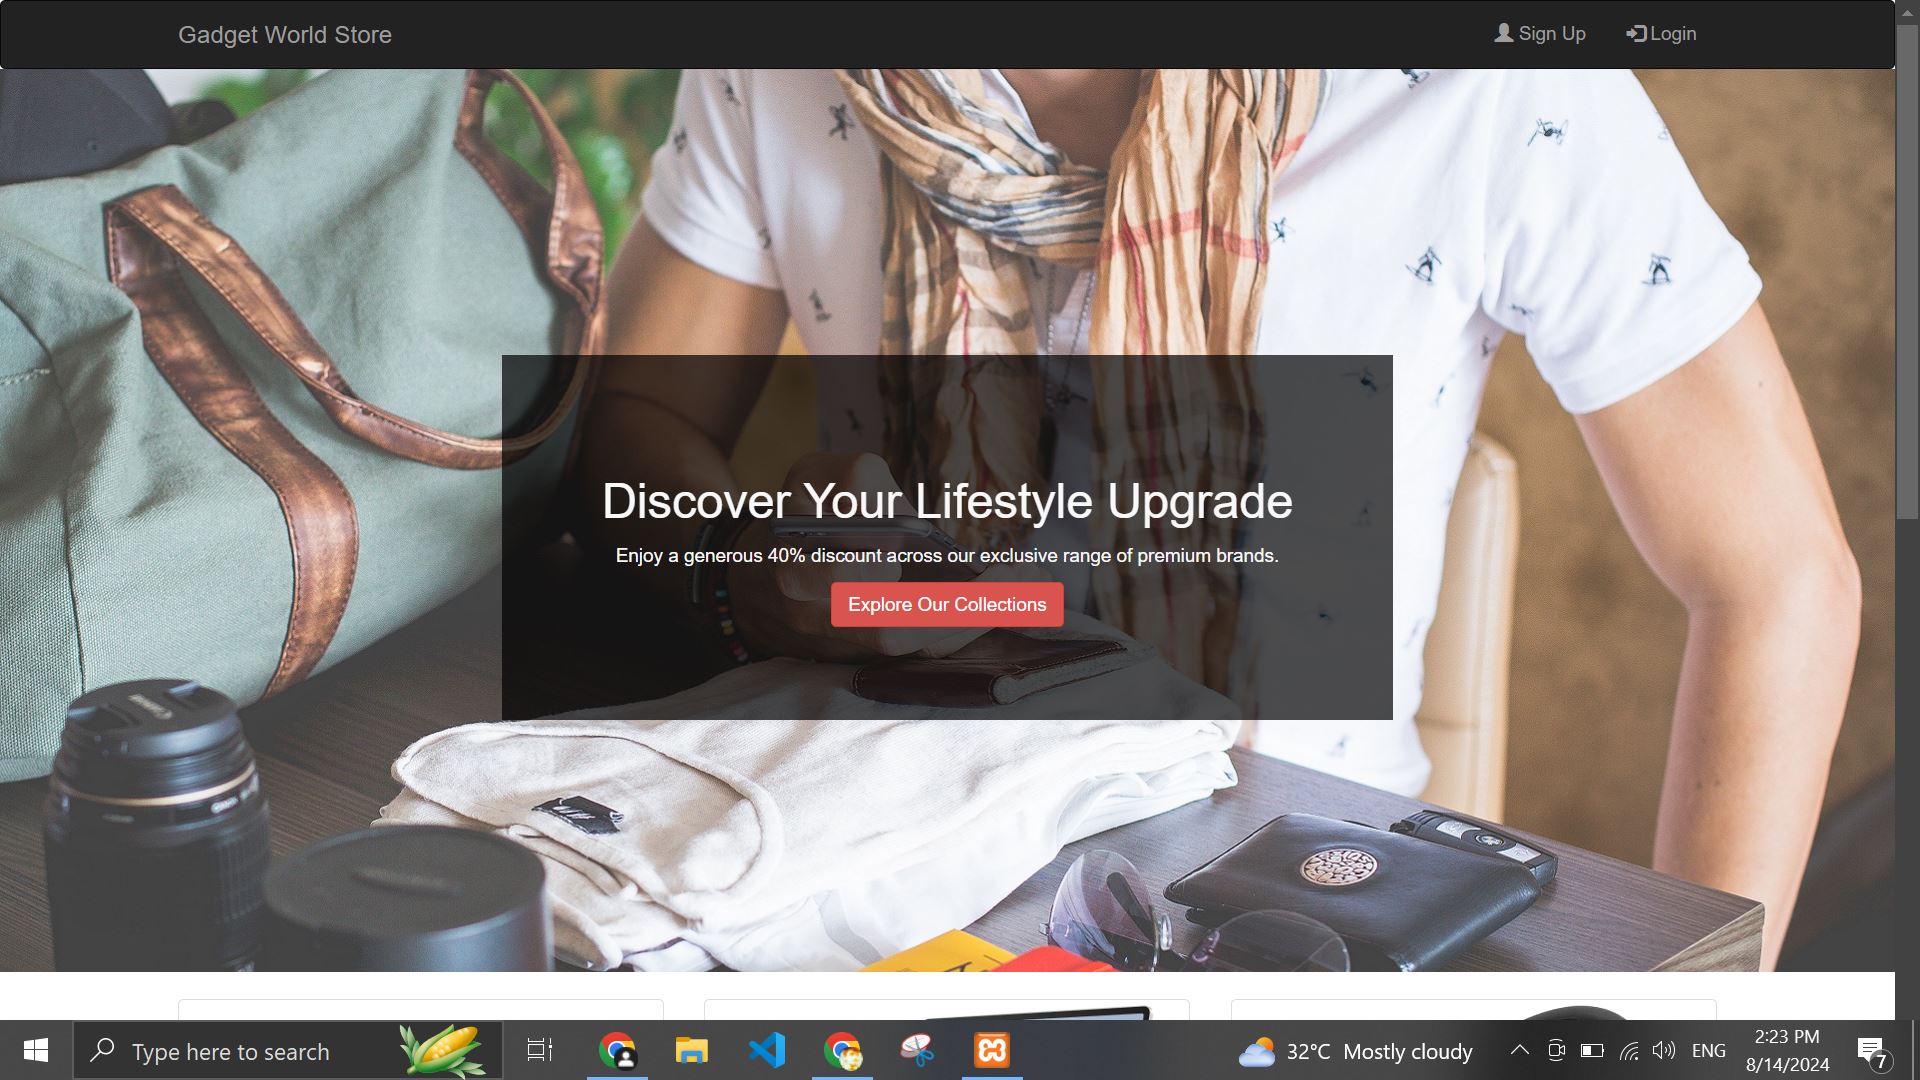 Gadget World Store
Sign Up
Login
Discover Your Lifestyle Upgrade
Enjoy a generous 40% discount across our exclusive range of premium brands.
Explore Our Collections
Type here to search
32°C Mostly cloudy
ENG
2:23 PM
8/14/2024
7